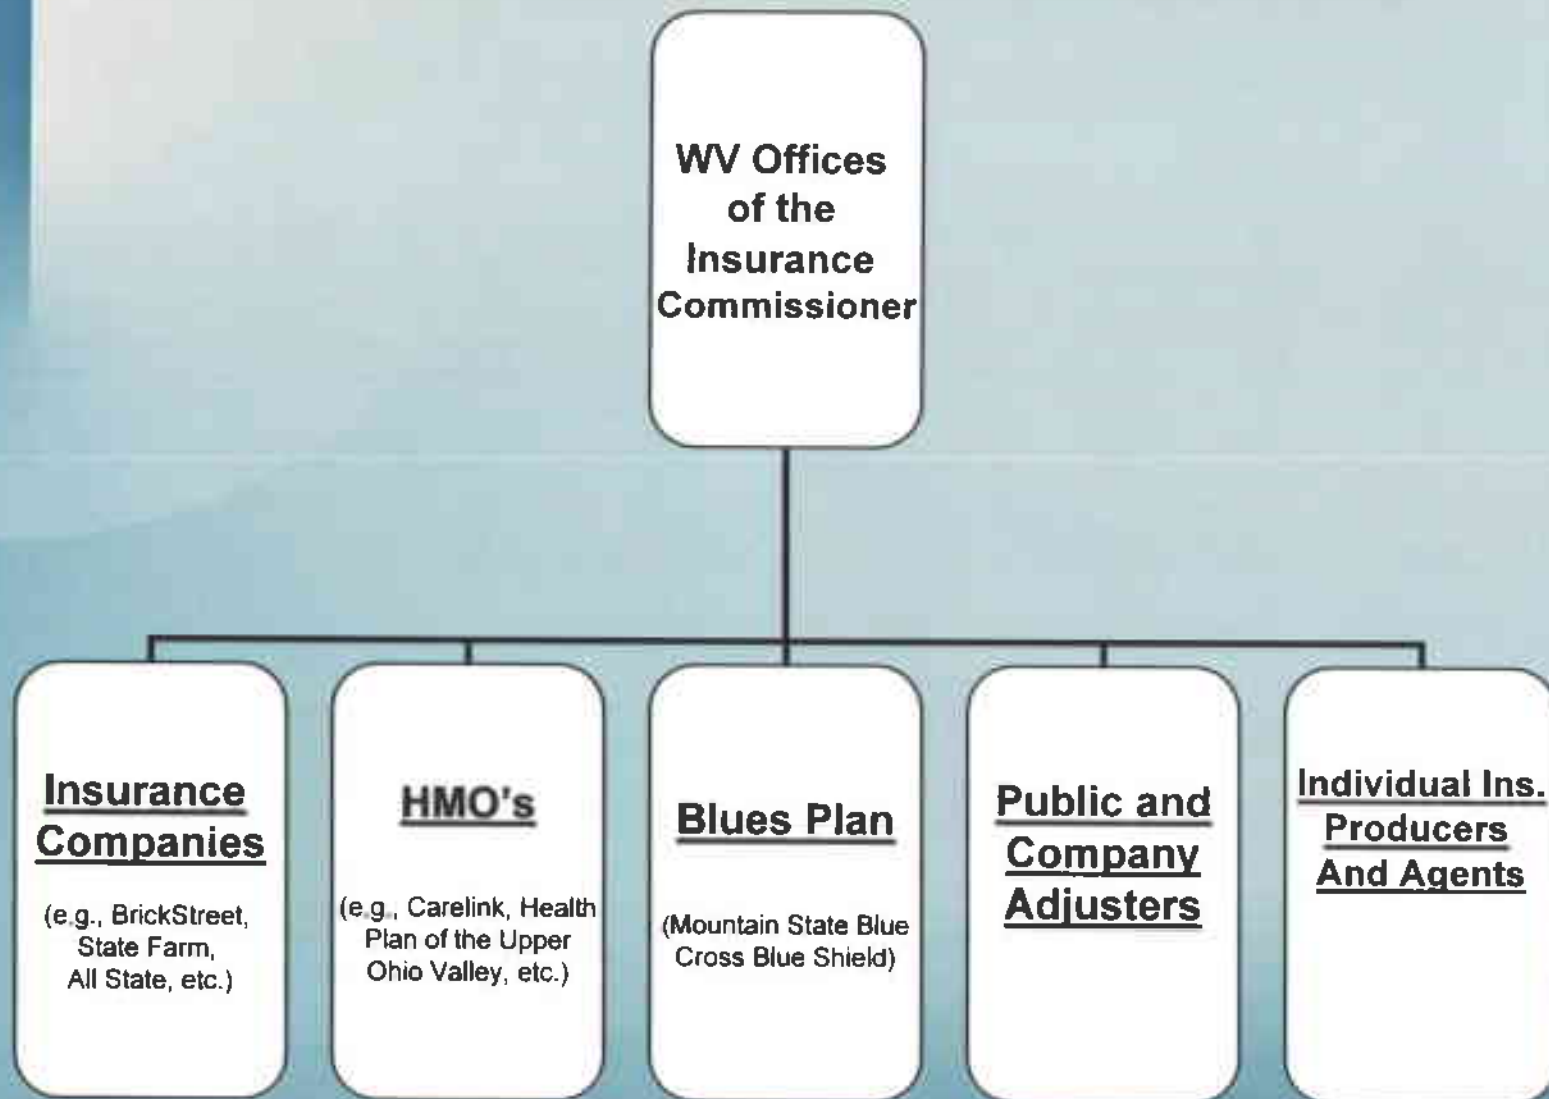 WV Offices
of the
Insurance
Commissioner
Insurance
Companies
(e.g., BrickStreet,
State Farm,
All State, etc.)
HMO's
(e.g., Carelink, Health
Plan of the Upper
Ohio Valley, etc.)
Blues Plan
(Mountain State Blue
Cross Blue Shield)
Public and
Company
Adjusters
Individual Ins.
Producers
And Agents